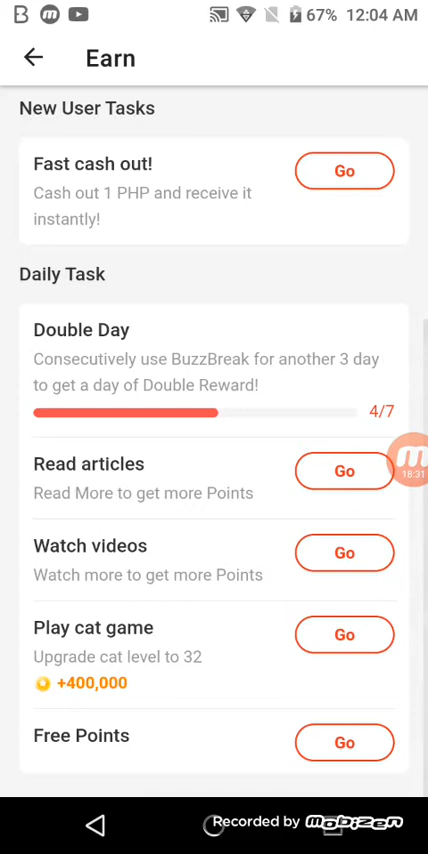 67% 12:04 AM
Earn
New User Tasks
Fast cash out!
Go
Cash out 1 PHP and receive it
instantly!
Daily Task
Double Day
Consecutively use BuzzBreak for another 3 day
to get a day of Double Reward!
4/7
Read articles
Go
Read More to get more Points
18:31
Watch videos
Go
Watch more to get more Points
Play cat game
Go
Upgrade cat level to 32
+400,000
Free Points
Go
Recorded by Mobizen